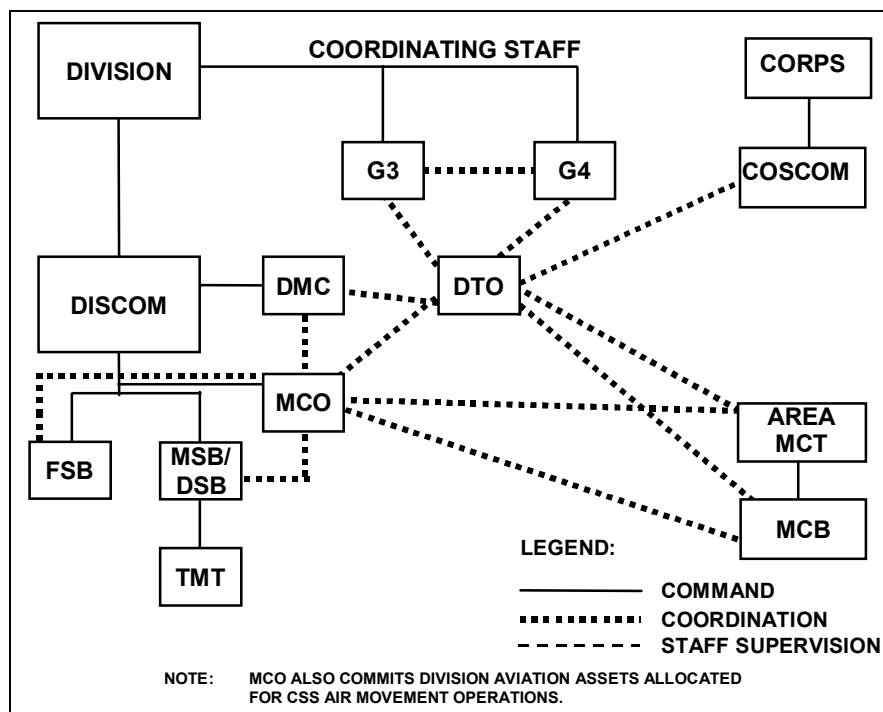 COORDINATING STAFF
DIVISION
CORPS
G3
G4
COSCOM
DISCOM
DMC
DTO
MCO
AREA
MCT
FSB
MSB/
DSB
MCB
TMT
LEGEND:
COMMAND
COORDINATION
STAFF SUPERVISION
NOTE: MCO ALSO COMMITS DIVISION AVIATION ASSETS ALLOCATED
FOR CSS AIR MOVEMENT OPERATIONS.